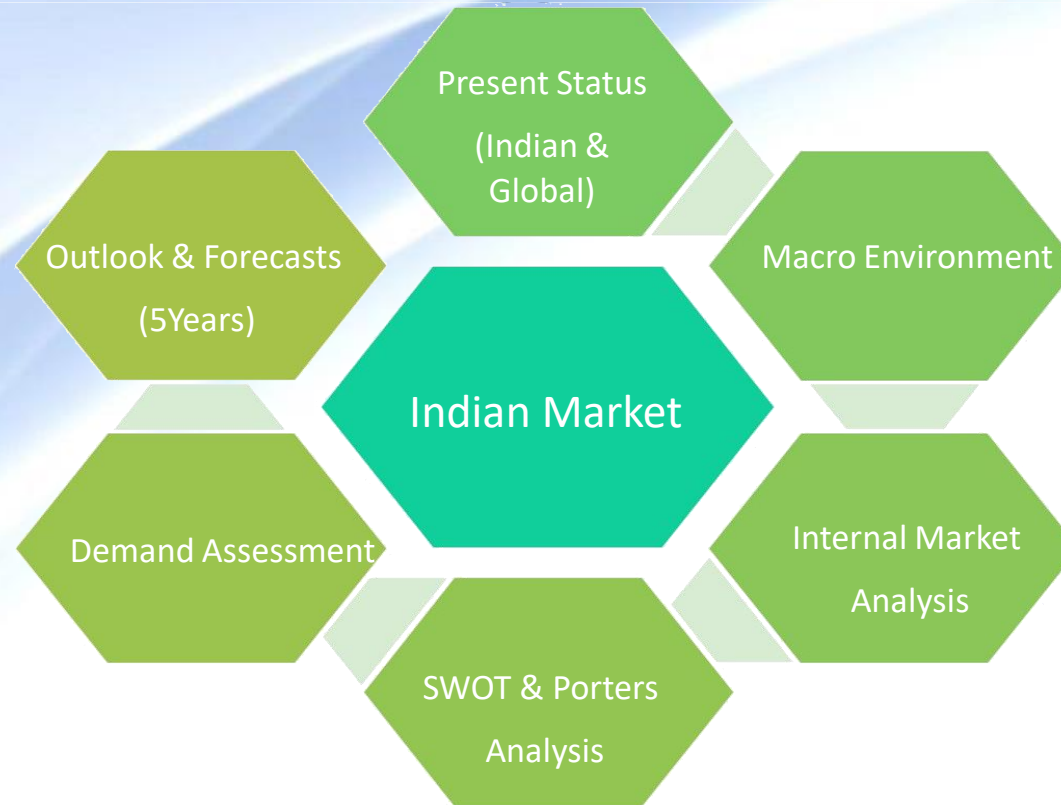 Present Status
(Indian &
Global)
Macro Environment
Internal Market
Analysis
SWOT & Porters
Analysis
Demand Assessment
Outlook & Forecasts
(5Years)
Indian Market